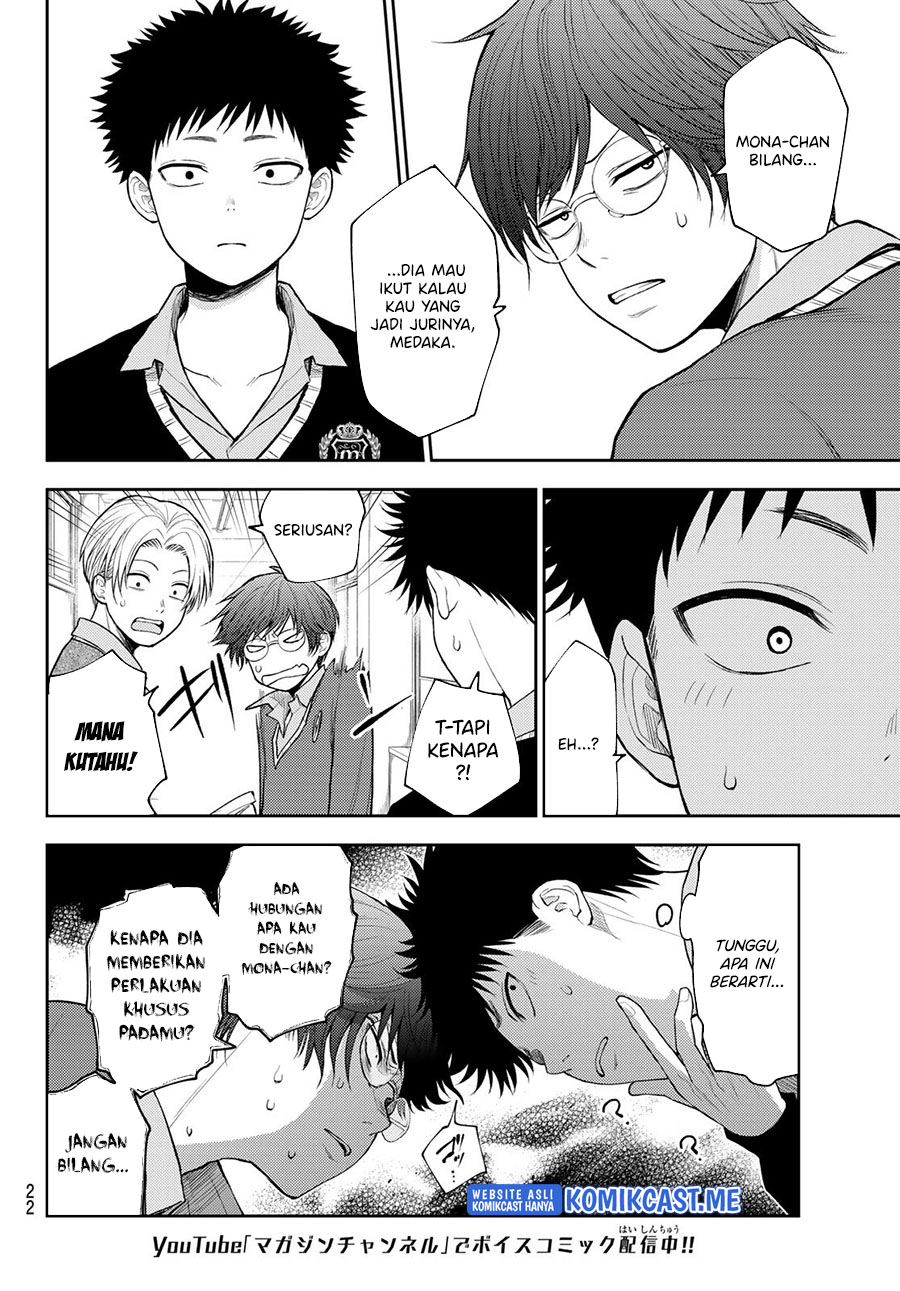 MONA-CHAN
BILANG...
...DIA MAU
IKUT KALAU
KAU YANG
JADI JURINYA,
MEDAKA.
EH...?
T-TAPI
KENAPA
?!
SERIUSAN?
MANA
KUTAHU!
TUNGGU,
APA INI
BERARTI...
ADA
HUBUNGAN
APA KAU
DENGAN
MONA-CHAN?
KENAPA DIA
MEMBERIKAN
PERLAKUAN
KHUSUS
PADAMU?
JANGAN
BILANG...
?
?
22
WEBSITE ASLI
KOMIKCAST HANYA
KOMIKCAST.ME
はい しんちゅう
YouTube「マガジンチャンネル」でボイスコミック配信中!!